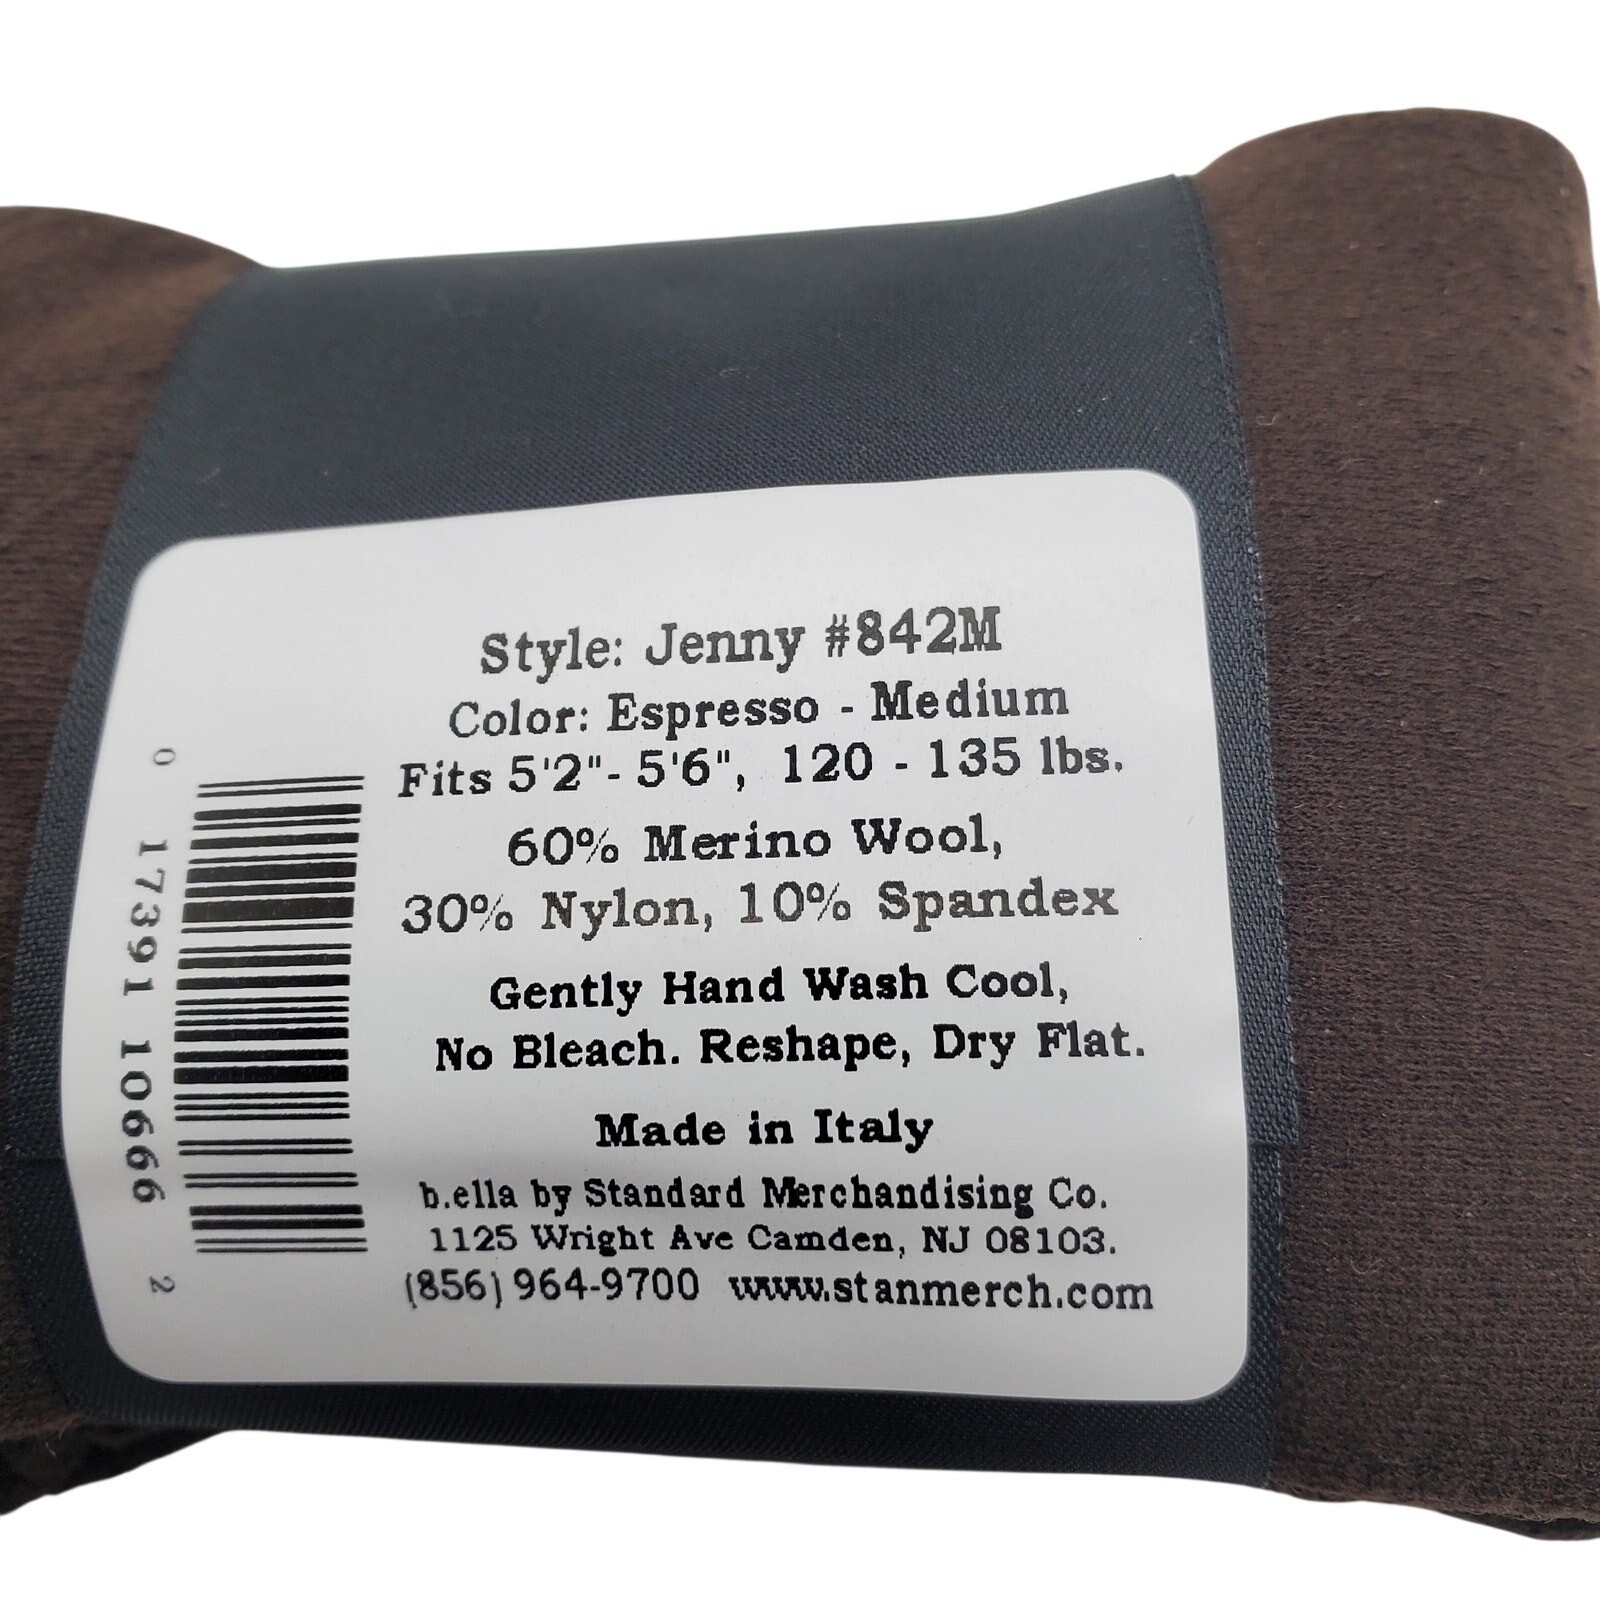 Style: Jenny #842M
Color: Espresso - Medium
Fits 5'2"- 5'6", 120 - 135 lbs.
60% Merino Wool,
30% Nylon, 10% Spandex
Gently Hand Wash Cool,
No Bleach. Reshape, Dry Flat.
Made in Italy
b.ella by Standard Merchandising Co.
1125 Wright Ave Camden, NJ 08103.
(856) 964-9700 www.stanmerch.com
0 17391 10666 2